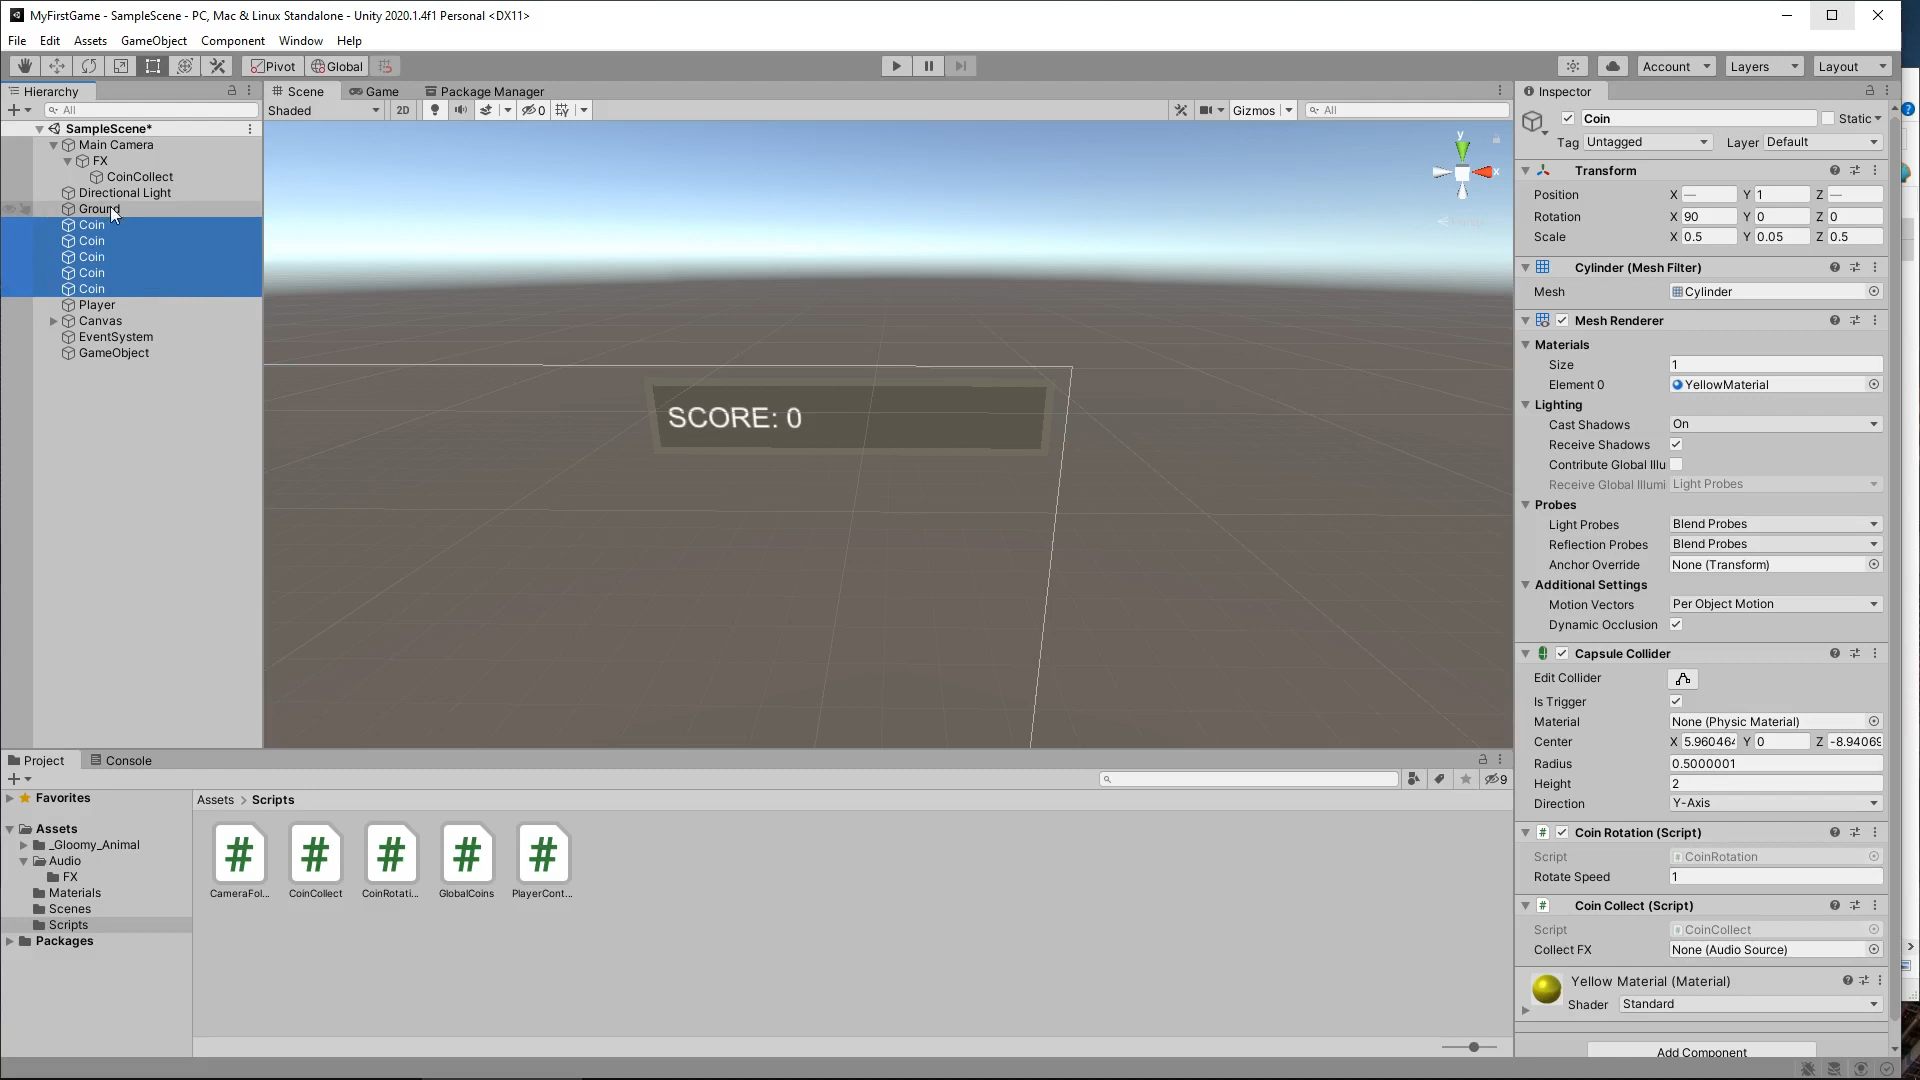 MyFirstGame - SampleScene - PC, Mac & Linux Standalone - Unity 2020.1.4f1 Personal <DX11>
File Edit Assets GameObject Component Window Help
Pivot Global Account Layers Layout
Hierarchy
All
SampleScene*
Main Camera
FX
CoinCollect
Directional Light
Ground
Coin
Coin
Coin
Coin
Coin
Player
Canvas
EventSystem
GameObject
Scene Game Package Manager
Shaded 2D 0 Gizmos All
y
x
SCORE: 0
Inspector
Coin Static
Tag Untagged Layer Default
Transform
Position X — Y 1 Z —
Rotation X 90 Y 0 Z 0
Scale X 0.5 Y 0.05 Z 0.5
Cylinder (Mesh Filter)
Mesh Cylinder
Mesh Renderer
Materials
Size 1
Element 0 YellowMaterial
Lighting
Cast Shadows On
Receive Shadows
Contribute Global Illu
Receive Global Illumi Light Probes
Probes
Light Probes Blend Probes
Reflection Probes Blend Probes
Anchor Override None (Transform)
Additional Settings
Motion Vectors Per Object Motion
Dynamic Occlusion
Capsule Collider
Edit Collider
Is Trigger
Material None (Physic Material)
Center X 5.960464 Y 0 Z -8.94069
Radius 0.5000001
Height 2
Direction Y-Axis
# Coin Rotation (Script)
Script CoinRotation
Rotate Speed 1
# Coin Collect (Script)
Script CoinCollect
Collect FX None (Audio Source)
Yellow Material (Material)
Shader Standard
Add Component
Project Console
9
Favorites
Assets
_Gloomy_Animal
Audio
FX
Materials
Scenes
Scripts
Packages
Assets > Scripts
# # # # #
CameraFol... CoinCollect CoinRotati... GlobalCoins PlayerCont...